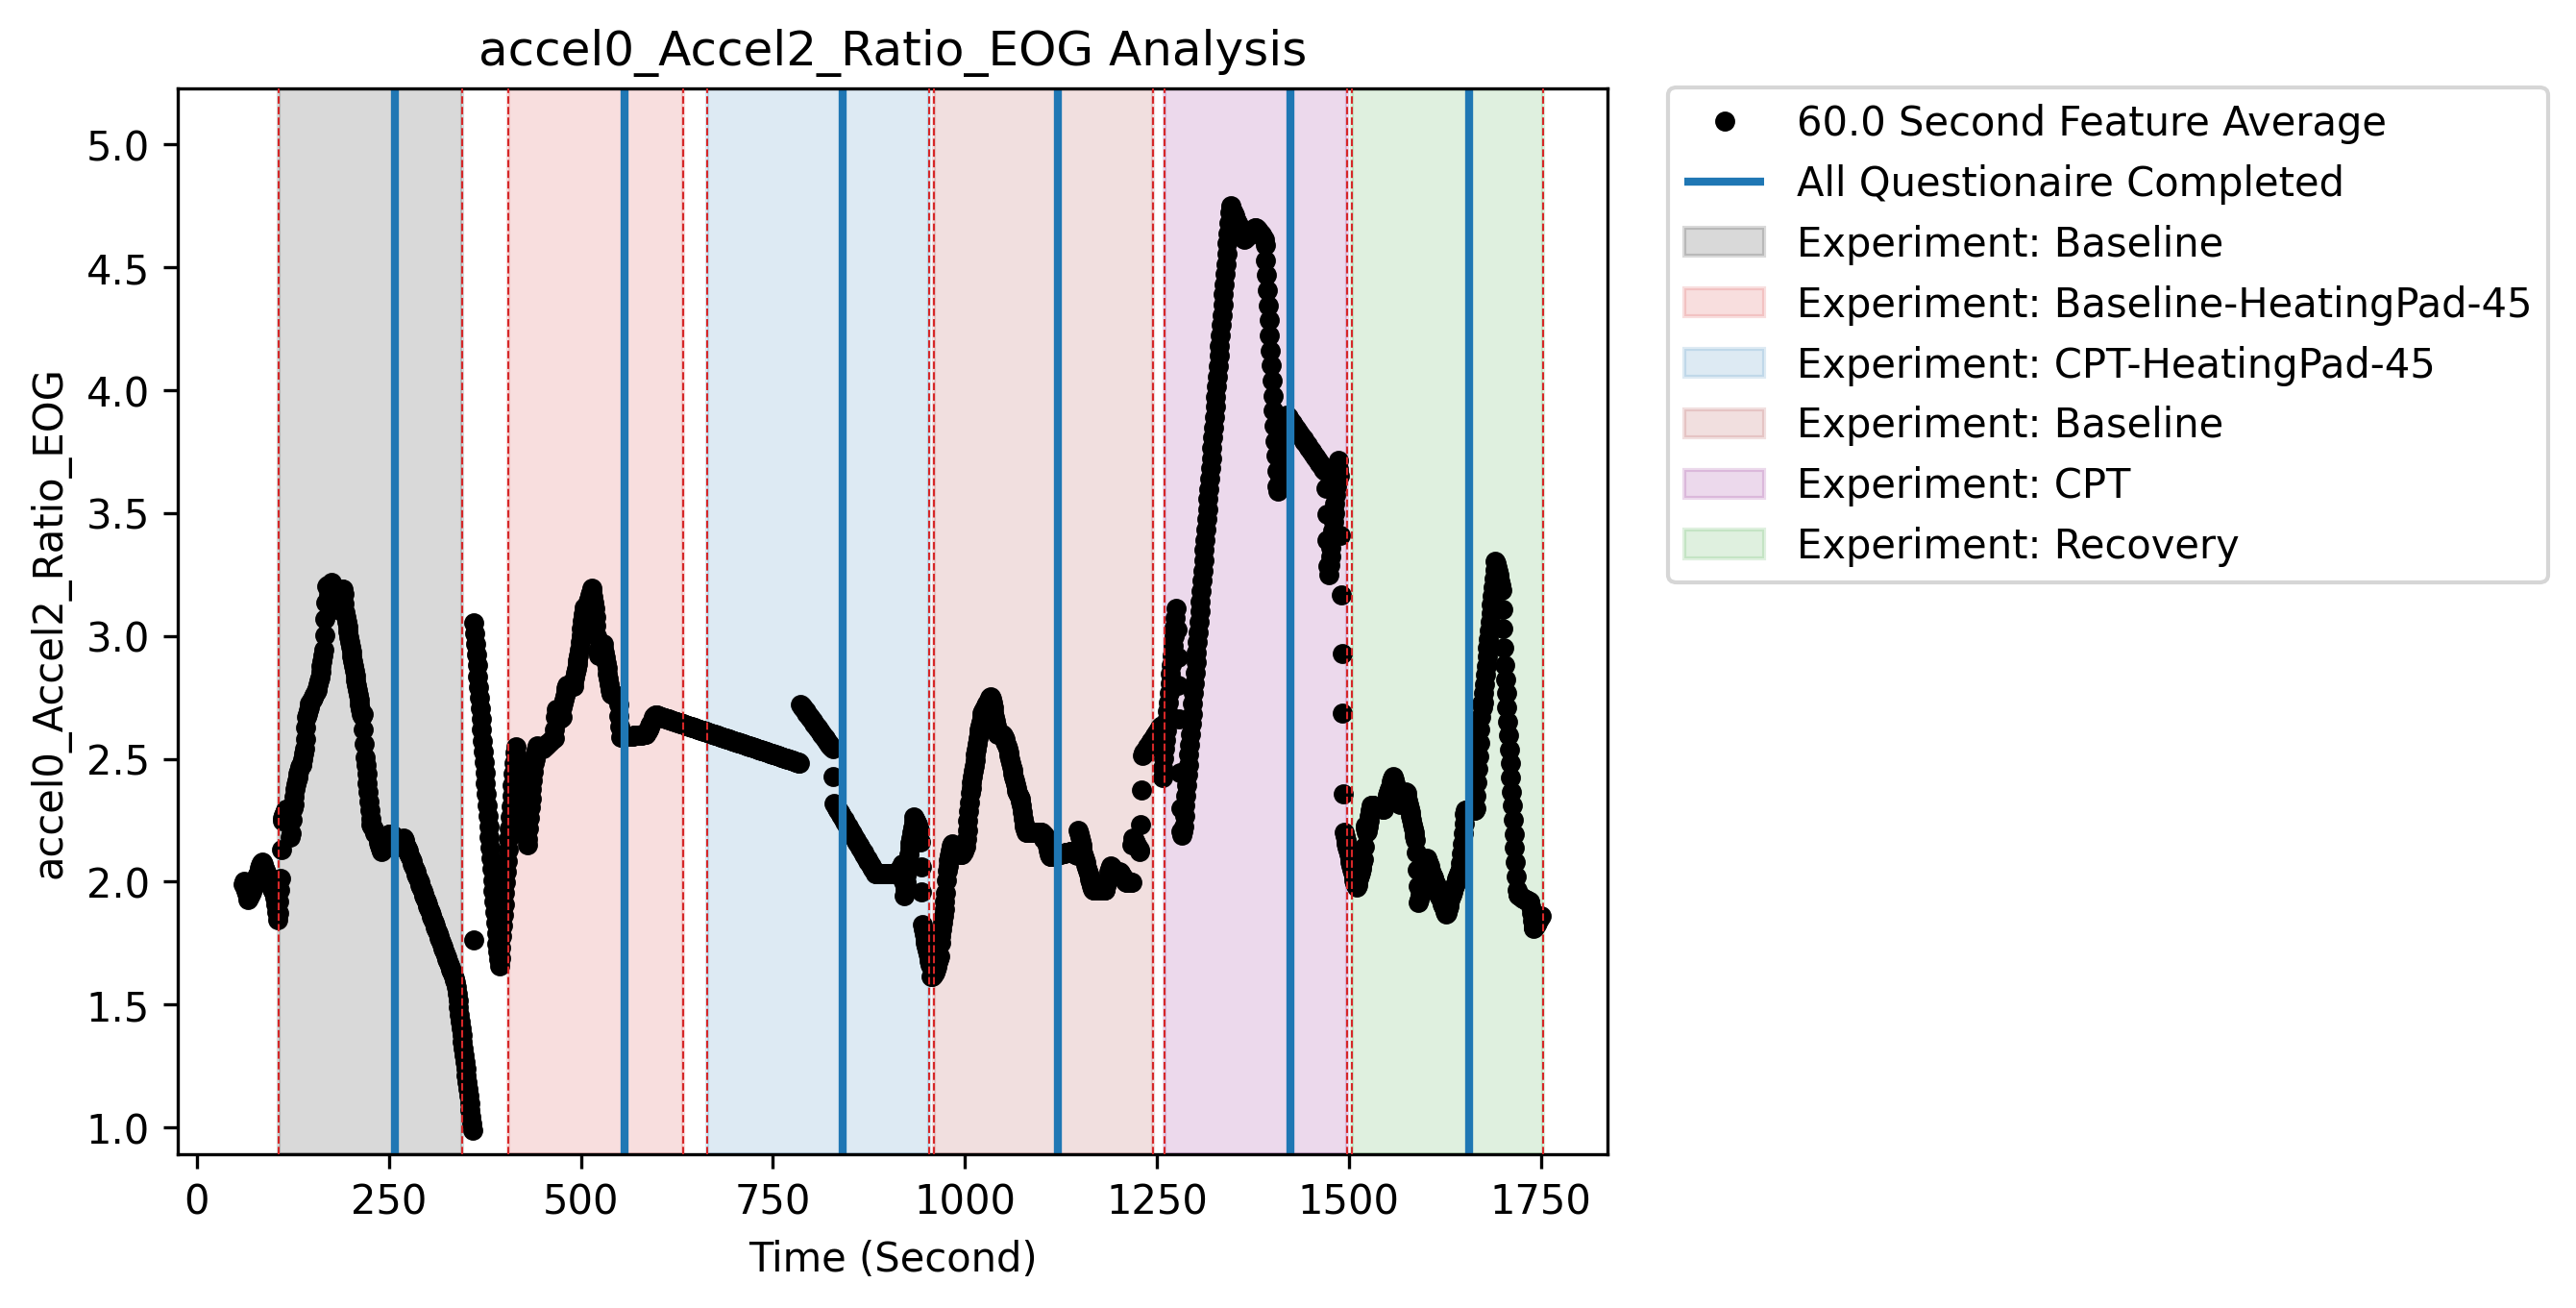 accel0_Accel2_Ratio_EOG Analysis
accel0_Accel2_Ratio_EOG
5.0
4.5
4.0
3.5
3.0
2.5
2.0
1.5
1.0
0 250 500 750 1000 1250 1500 1750
Time (Second)
60.0 Second Feature Average
All Questionaire Completed
Experiment: Baseline
Experiment: Baseline-HeatingPad-45
Experiment: CPT-HeatingPad-45
Experiment: Baseline
Experiment: CPT
Experiment: Recovery